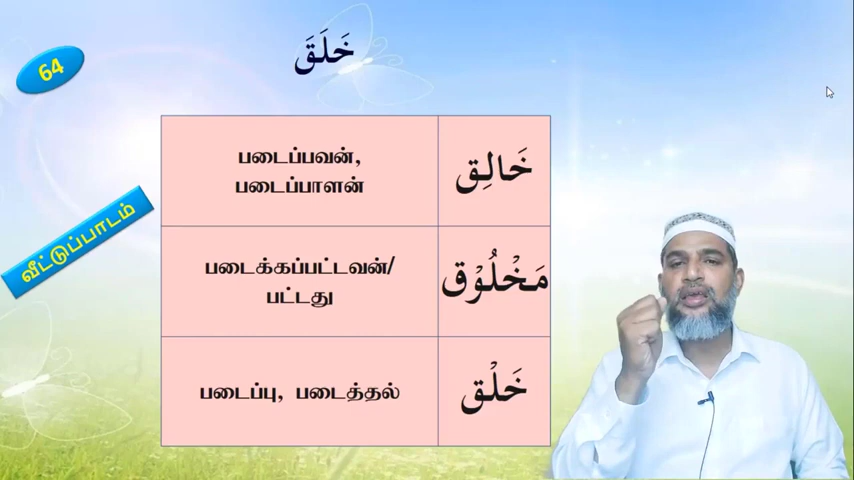 64
خَلَقَ
படைப்பவன், خَالِق
படைப்பாளன்
வீட்டுப்பாடம்
படைக்கப்பட்டவன்/ مَخْلُوْق
பட்டது
படைப்பு, படைத்தல் خَلْق